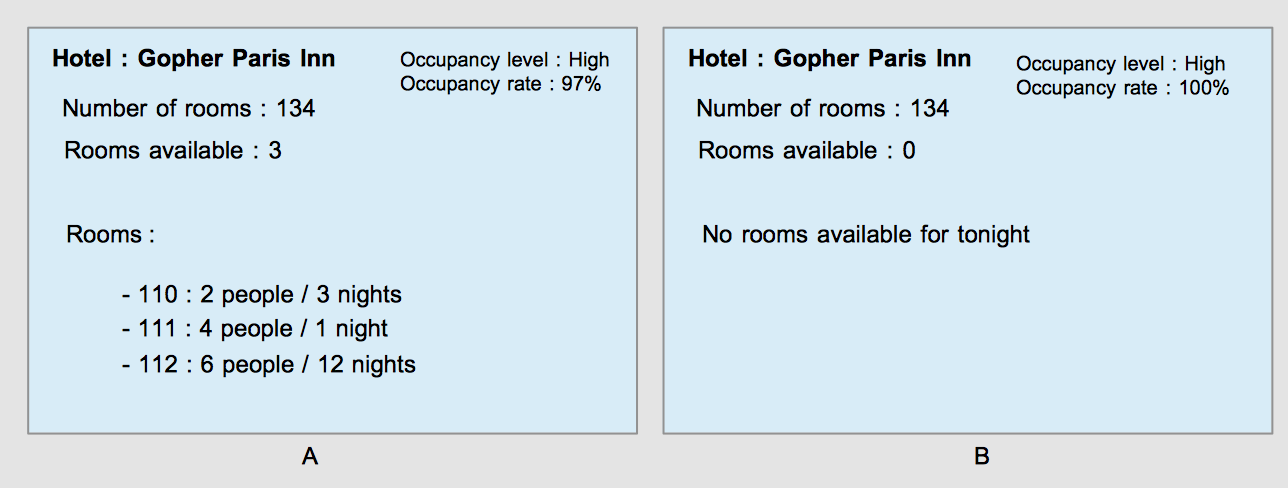 Hotel : Gopher Paris Inn
Occupancy level : High
Occupancy rate : 97%
Number of rooms : 134
Rooms available : 3
Rooms :
- 110 : 2 people / 3 nights
- 111 : 4 people / 1 night
- 112 : 6 people / 12 nights
A
Hotel : Gopher Paris Inn
Occupancy level : High
Occupancy rate : 100%
Number of rooms : 134
Rooms available : 0
No rooms available for tonight
B